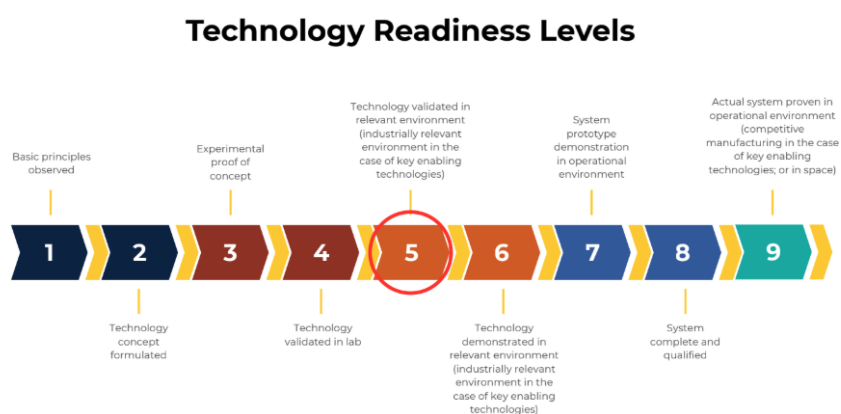 Technology Readiness Levels
Basic principles
observed
Experimental
proof of
concept
Technology validated in
relevant environment
(industrially relevant
environment in the
case of key enabling
technologies)
System
prototype
demonstration
in operational
environment
Actual system proven in
operational environment
(competitive
manufacturing in the case
of key enabling
technologies; or in space)
1 2 3 4 5 6 7 8 9
Technology
concept
formulated
Technology
validated in lab
Technology
demonstrated in
relevant environment
(industrially relevant
environment in the
case of key enabling
technologies)
System
complete and
qualified